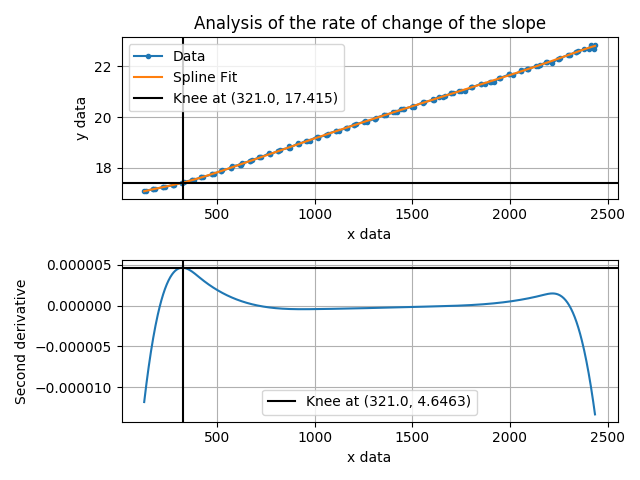 Analysis of the rate of change of the slope
Data
Spline Fit
Knee at (321.0, 17.415)
22
20
18
y data
500 1000 1500 2000 2500
x data
0.000005
0.000000
−0.000005
−0.000010
Second derivative
Knee at (321.0, 4.6463)
500 1000 1500 2000 2500
x data